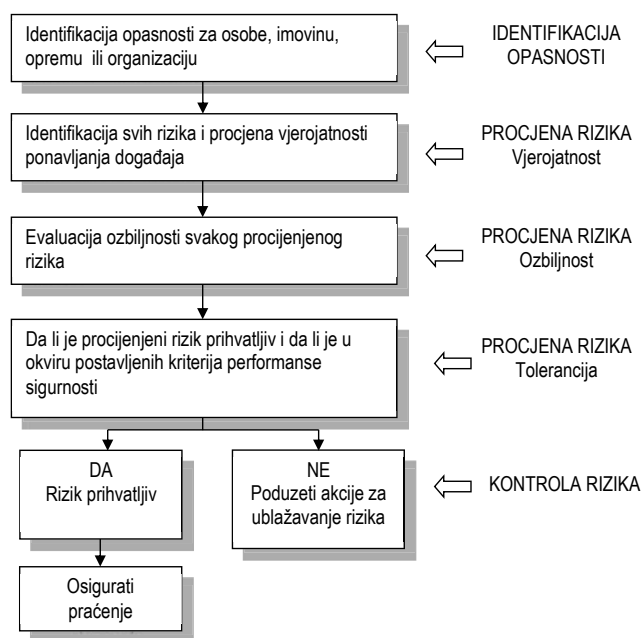 Identifikacija opasnosti za osobe, imovinu,
opremu ili organizaciju
IDENTIFIKACIJA
OPASNOSTI
Identifikacija svih rizika i procjena vjerojatnosti
ponavljanja događaja
PROCJENA RIZIKA
Vjerojatnost
Evaluacija ozbiljnosti svakog procijenjenog
rizika
PROCJENA RIZIKA
Ozbiljnost
Da li je procijenjeni rizik prihvatljiv i da li je u
okviru postavljenih kriterija performanse
sigurnosti
PROCJENA RIZIKA
Tolerancija
DA
Rizik prihvatljiv
NE
Poduzeti akcije za
ublažavanje rizika
KONTROLA RIZIKA
Osigurati
praćenje